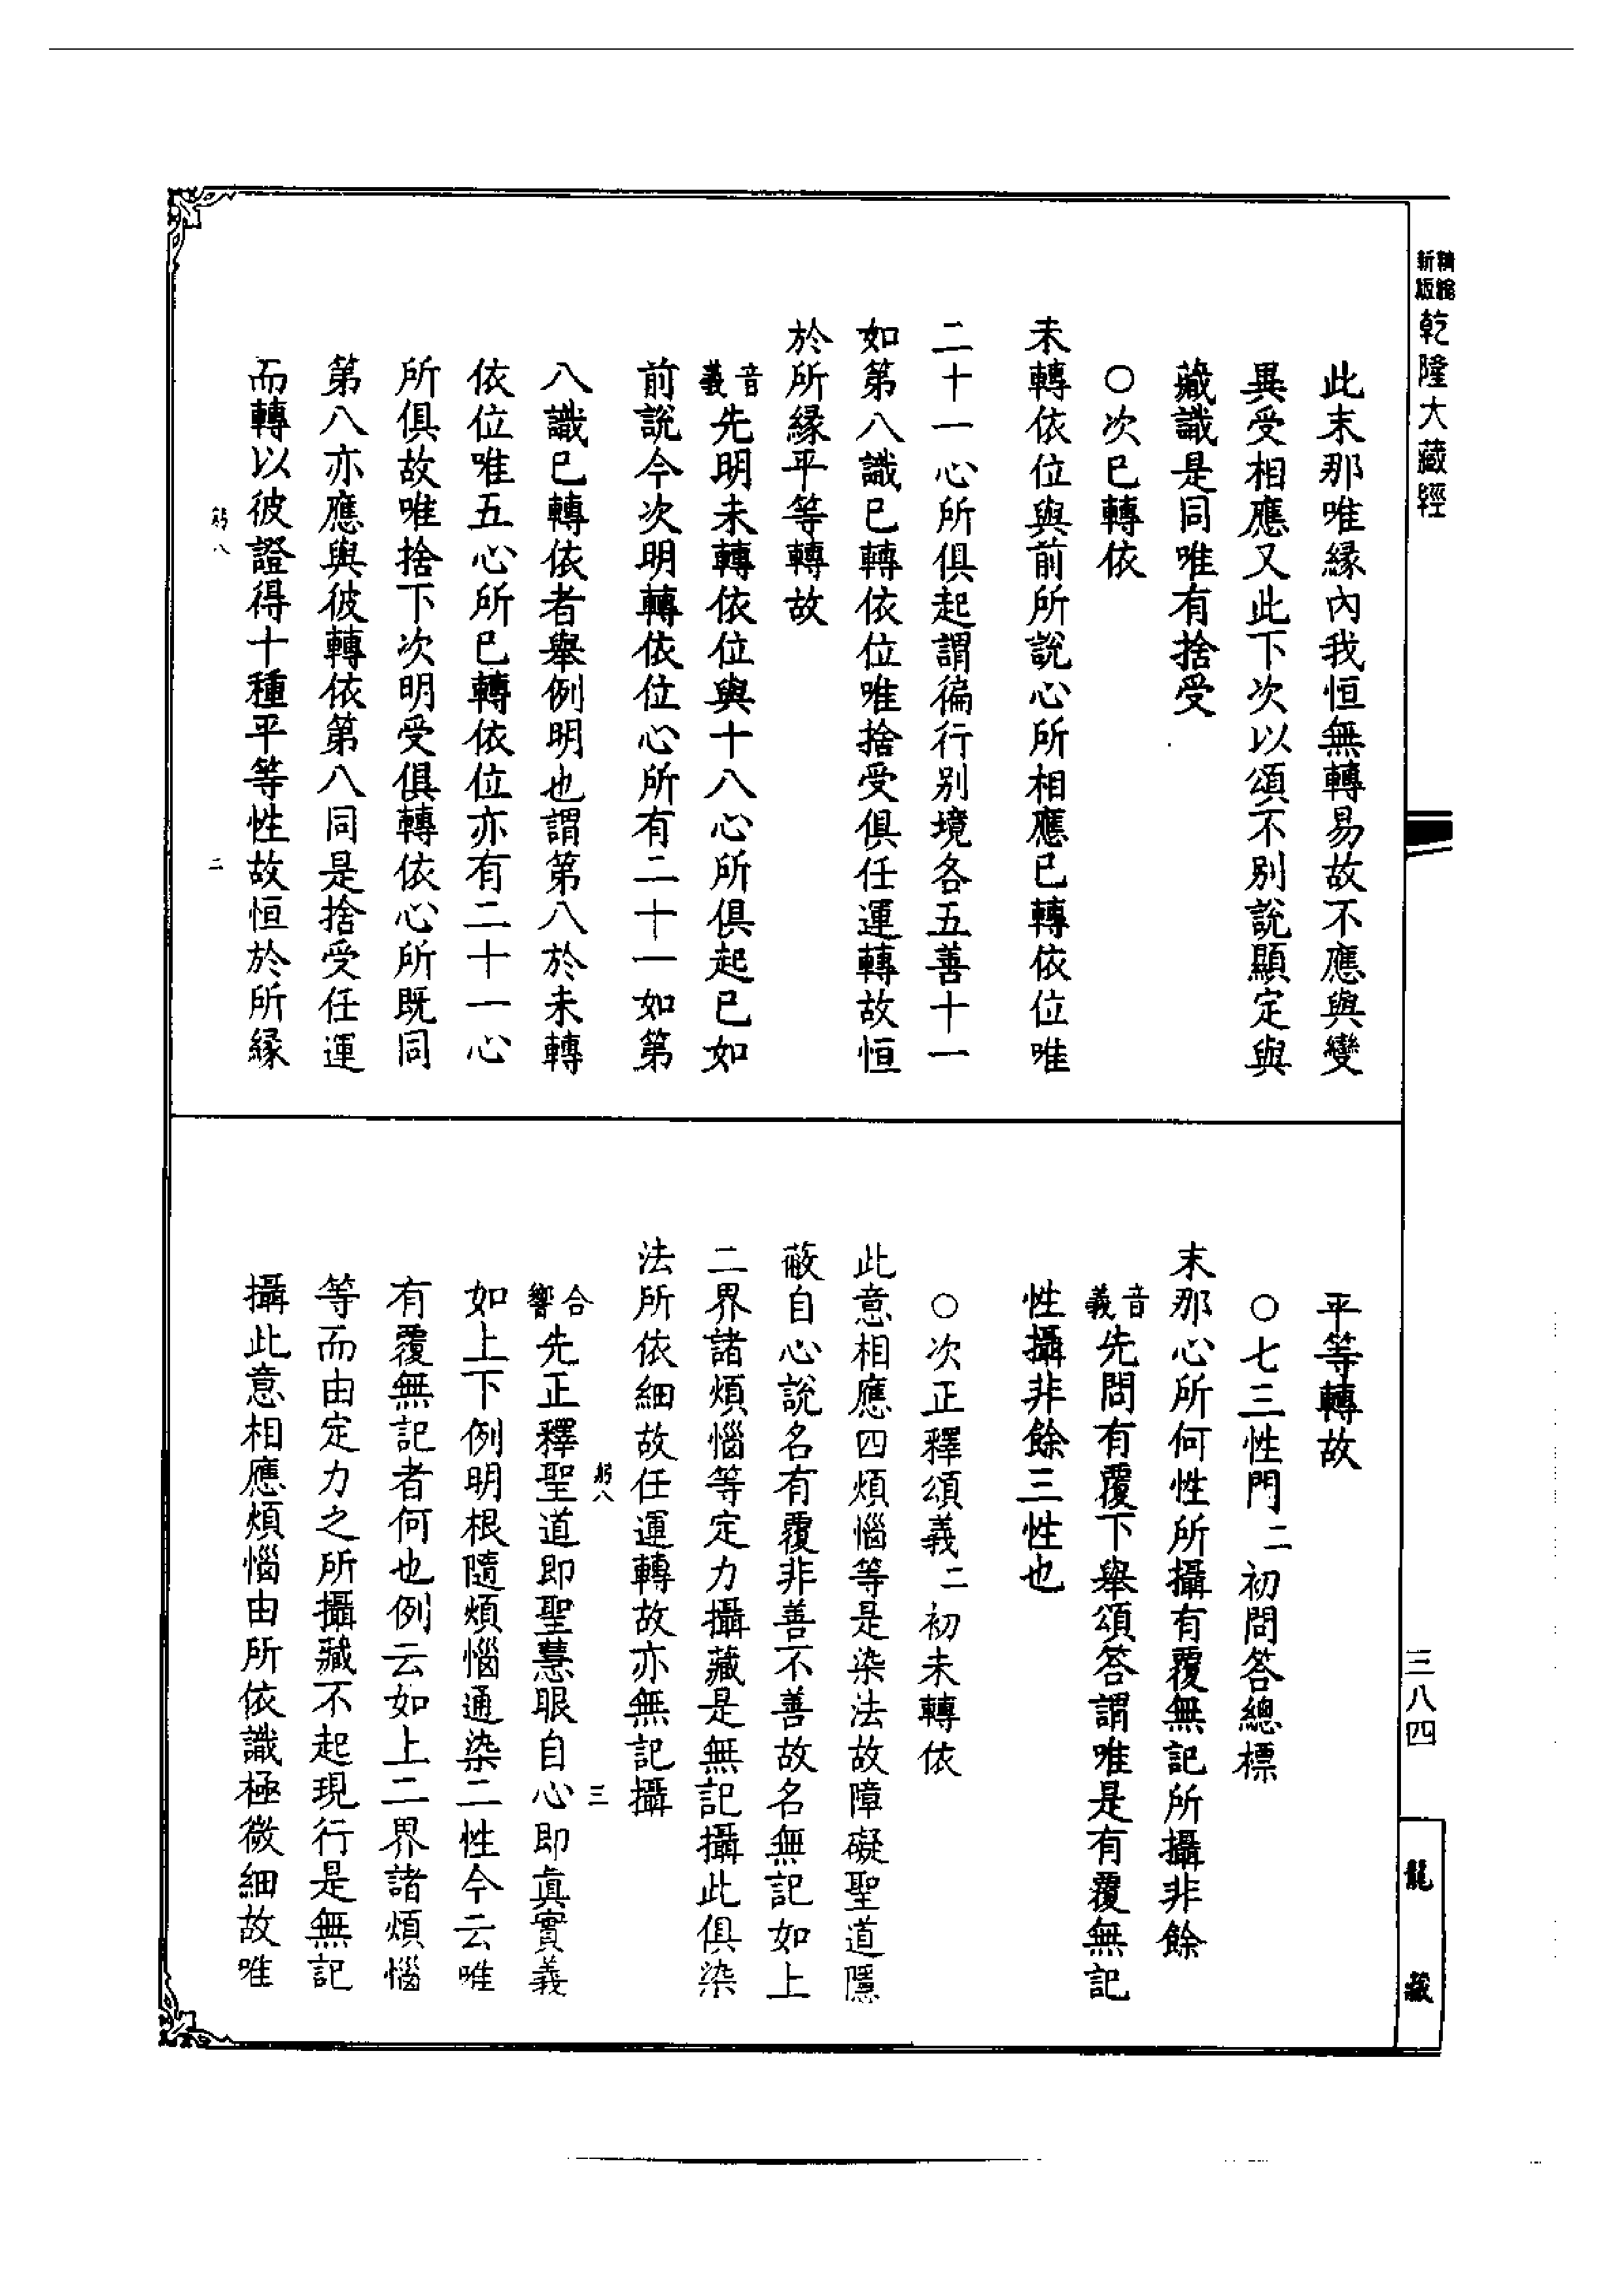 新版精縮乾隆大藏經
此末那唯緣內我恒無轉易故不應與變
異受相應又此下次以頌不別說顯定與
藏識是同唯有捨受
○次已轉依
未轉依位與前所說心所相應已轉依位唯
二十一心所俱起謂徧行別境各五善十一
如第八識已轉依位唯捨受俱任運轉故恒
於所緣平等轉故
音義先明未轉依位與十八心所俱起已如
前說今次明轉依位心所有二十一如第
八識已轉依者舉例明也謂第八於未轉
依位唯五心所已轉依位亦有二十一心
所俱故唯捨下次明受俱轉依心所既同
第八亦應與彼轉依第八同是捨受任運
而轉以彼證得十種平等性故恒於所緣
八
二
平等轉故
○七三性門二初問答總標
末那心所何性所攝有覆無記所攝非餘
音義先問有覆下舉頌答謂唯是有覆無記
性攝非餘三性也
○次正釋頌義二初未轉依
此意相應四煩惱等是染法故障礙聖道隱
蔽自心說名有覆非善不善故名無記如上
二界諸煩惱等定力攝藏是無記攝此俱染
法所依細故任運轉故亦無記攝
八
三
合響先正釋聖道即聖慧眼自心即真實義
如上下例明根隨煩惱通染二性今云唯
有覆無記者何也例云如上二界諸煩惱
等而由定力之所攝藏不起現行是無記
攝此意相應煩惱由所依識極微細故唯
三八四
龍藏